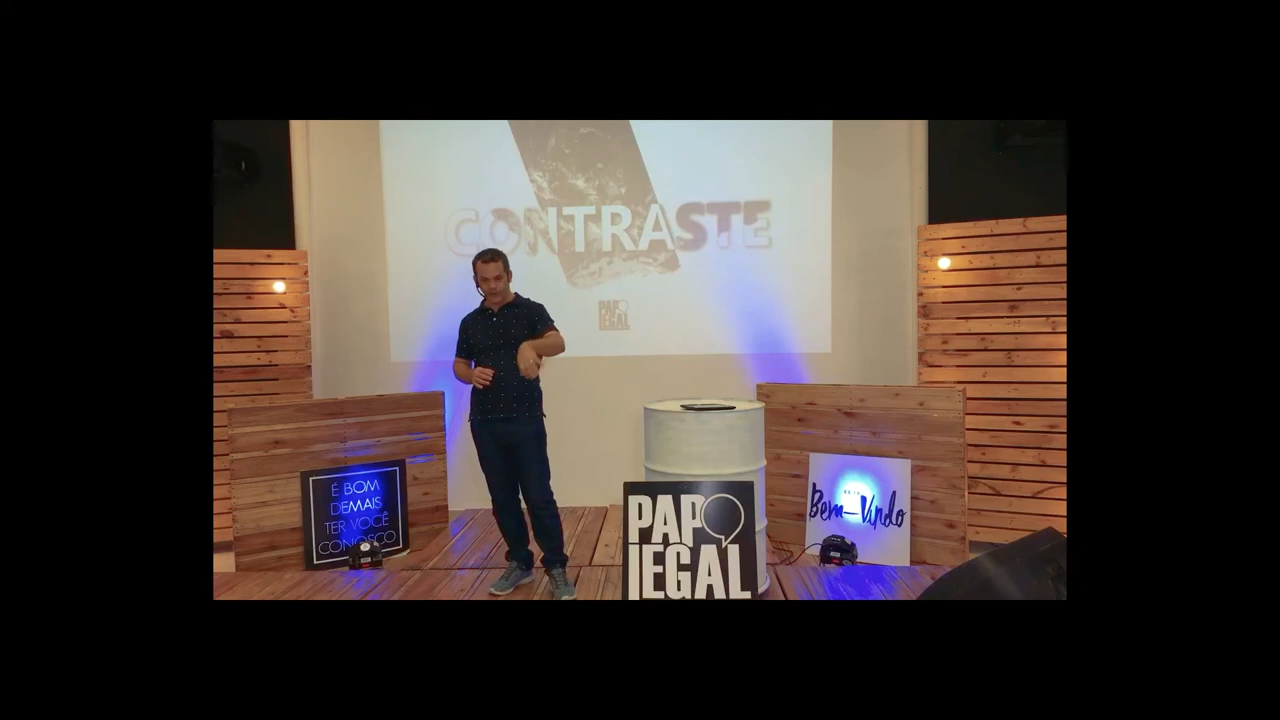 CONTRASTE
PAPO
LEGAL
É BOM
DEMAIS
TER VOCÊ
CONOSCO
PAPO
LEGAL
Bem-Vindo